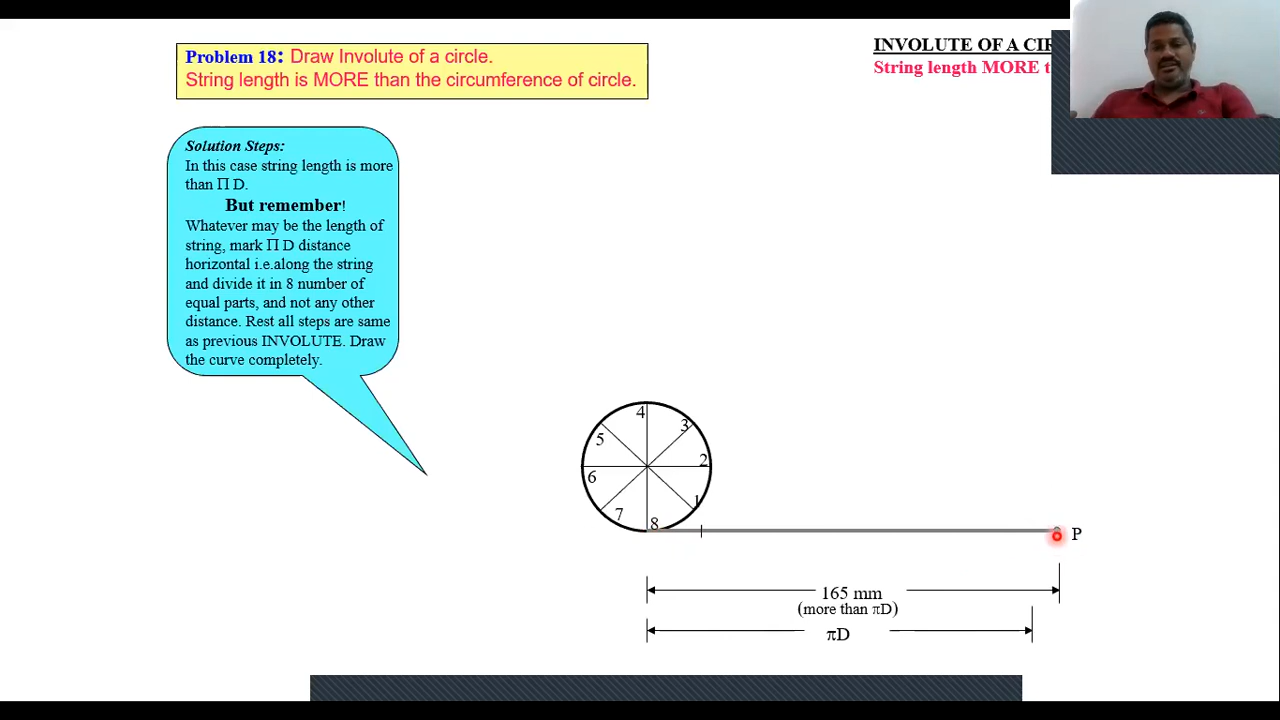 Problem 18: Draw Involute of a circle.
String length is MORE than the circumference of circle.
INVOLUTE OF A
String length MORE
Solution Steps:
In this case string length is more
than Π D.
But remember!
Whatever may be the length of
string, mark Π D distance
horizontal i.e.along the string
and divide it in 8 number of
equal parts, and not any other
distance. Rest all steps are same
as previous INVOLUTE. Draw
the curve completely.
4
3
5
2
6
1
7
8
P
165 mm
(more than πD)
πD